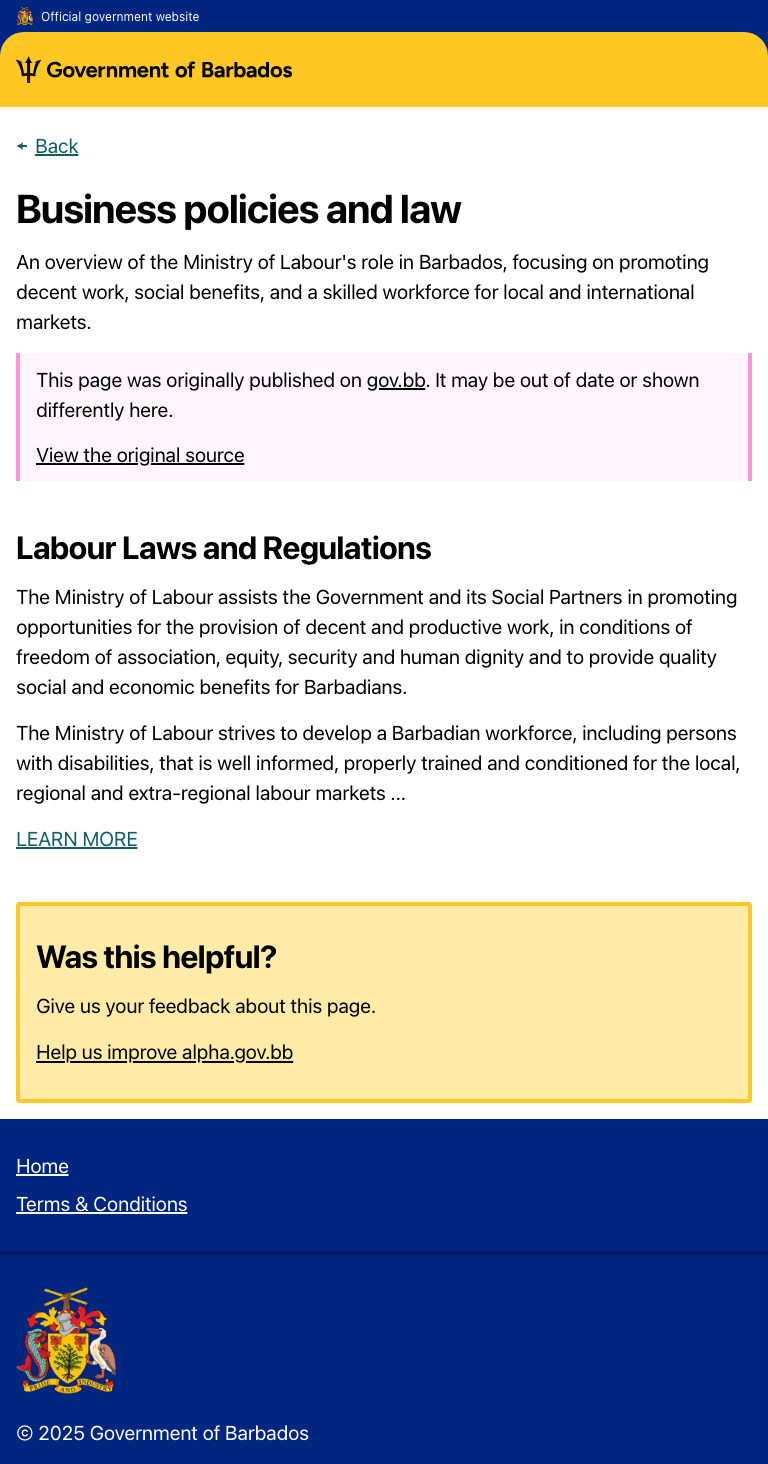 Official government website
Government of Barbados
Back
Business policies and law
An overview of the Ministry of Labour's role in Barbados, focusing on promoting
decent work, social benefits, and a skilled workforce for local and international
markets.
This page was originally published on gov.bb. It may be out of date or shown
differently here.
View the original source
Labour Laws and Regulations
The Ministry of Labour assists the Government and its Social Partners in promoting
opportunities for the provision of decent and productive work, in conditions of
freedom of association, equity, security and human dignity and to provide quality
social and economic benefits for Barbadians.
The Ministry of Labour strives to develop a Barbadian workforce, including persons
with disabilities, that is well informed, properly trained and conditioned for the local,
regional and extra-regional labour markets ...
LEARN MORE
Was this helpful?
Give us your feedback about this page.
Help us improve alpha.gov.bb
Home
Terms & Conditions
PRIDE AND INDUSTRY
© 2025 Government of Barbados